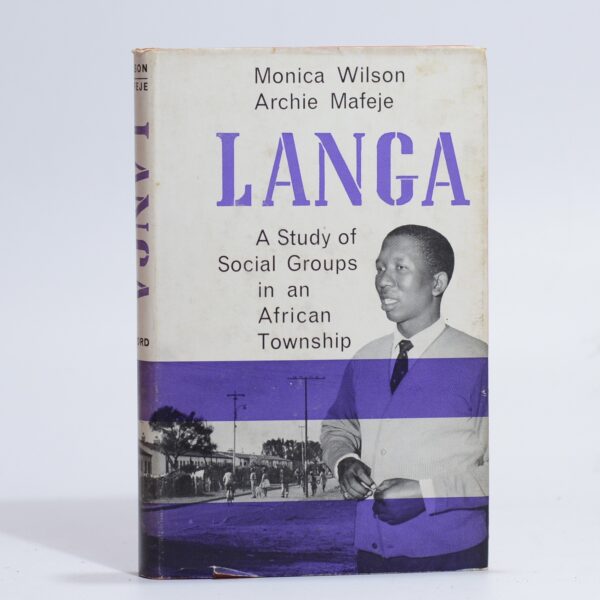 Monica Wilson
Archie Mafeje
LANGA
A Study of
Social Groups
in an
African
Township
LANGA